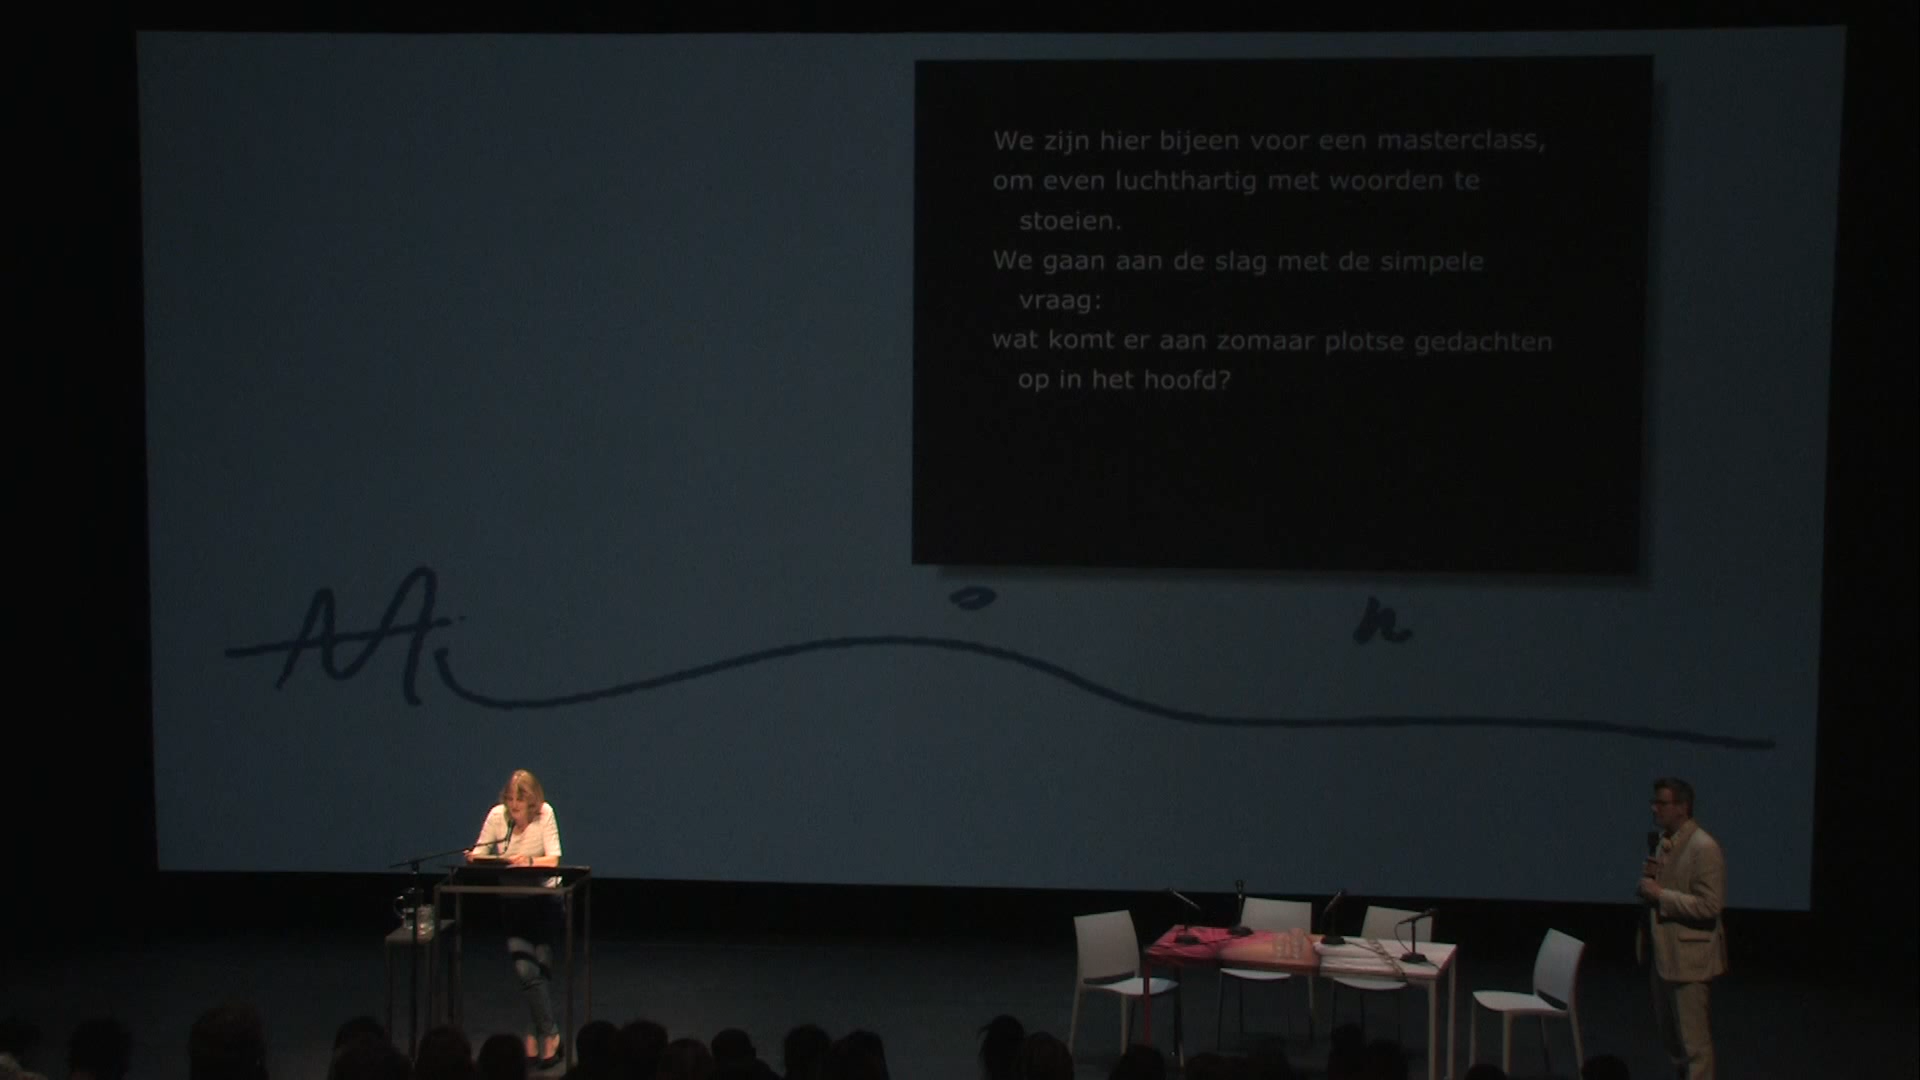 We zijn hier bijeen voor een masterclass,
om even luchthartig met woorden te
stoeien.
We gaan aan de slag met de simpele
vraag:
wat komt er aan zomaar plotse gedachten
op in het hoofd?